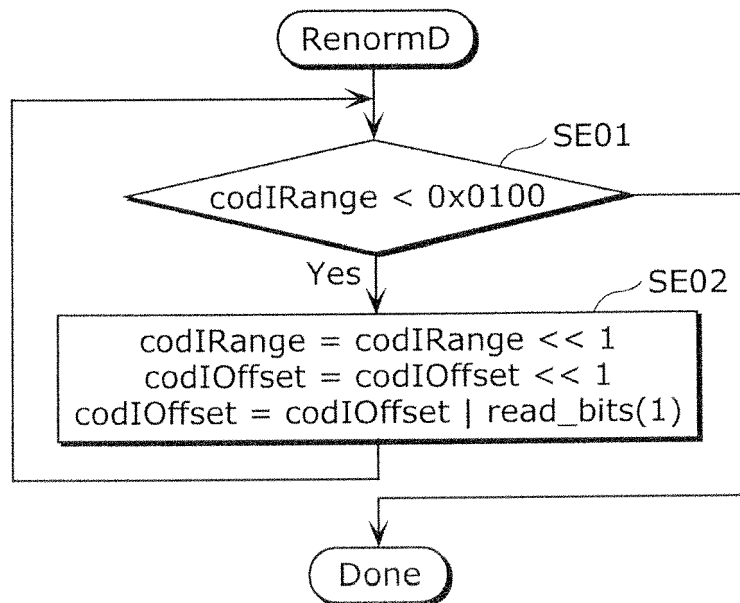 RenormD
SE01
codIRange < 0x0100
Yes
SE02
codIRange = codIRange << 1
codIOffset = codIOffset << 1
codIOffset = codIOffset | read_bits(1)
Done